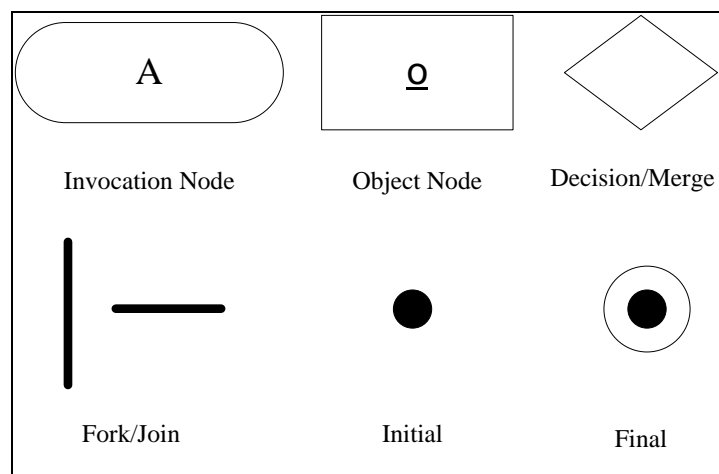 A
o
Invocation Node
Object Node
Decision/Merge
Fork/Join
Initial
Final